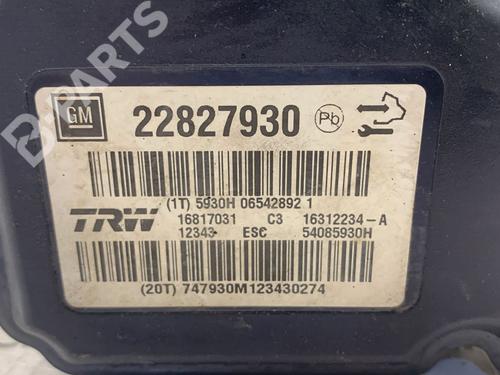 B-PARTS
GM 22827930 Pb
(1T) 5930H 06542892 1
TRW 16817031 C3 16312234-A
12343 ESC 54085930H
(20T) 747930M123430274